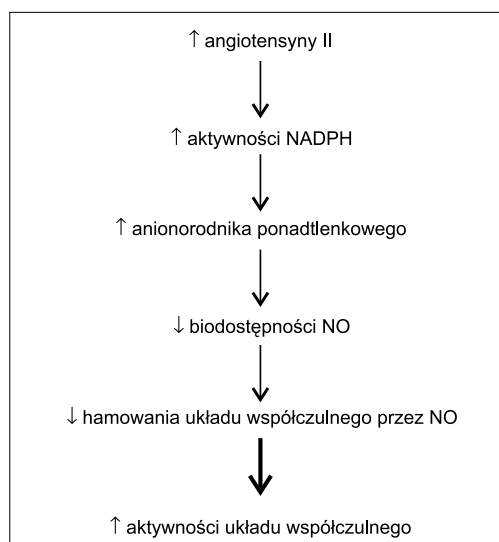 ↑ angiotensyny II
↑ aktywności NADPH
↑ anionorodnika ponadtlenkowego
↓ biodostępności NO
↓ hamowania układu współczulnego przez NO
↑ aktywności układu współczulnego